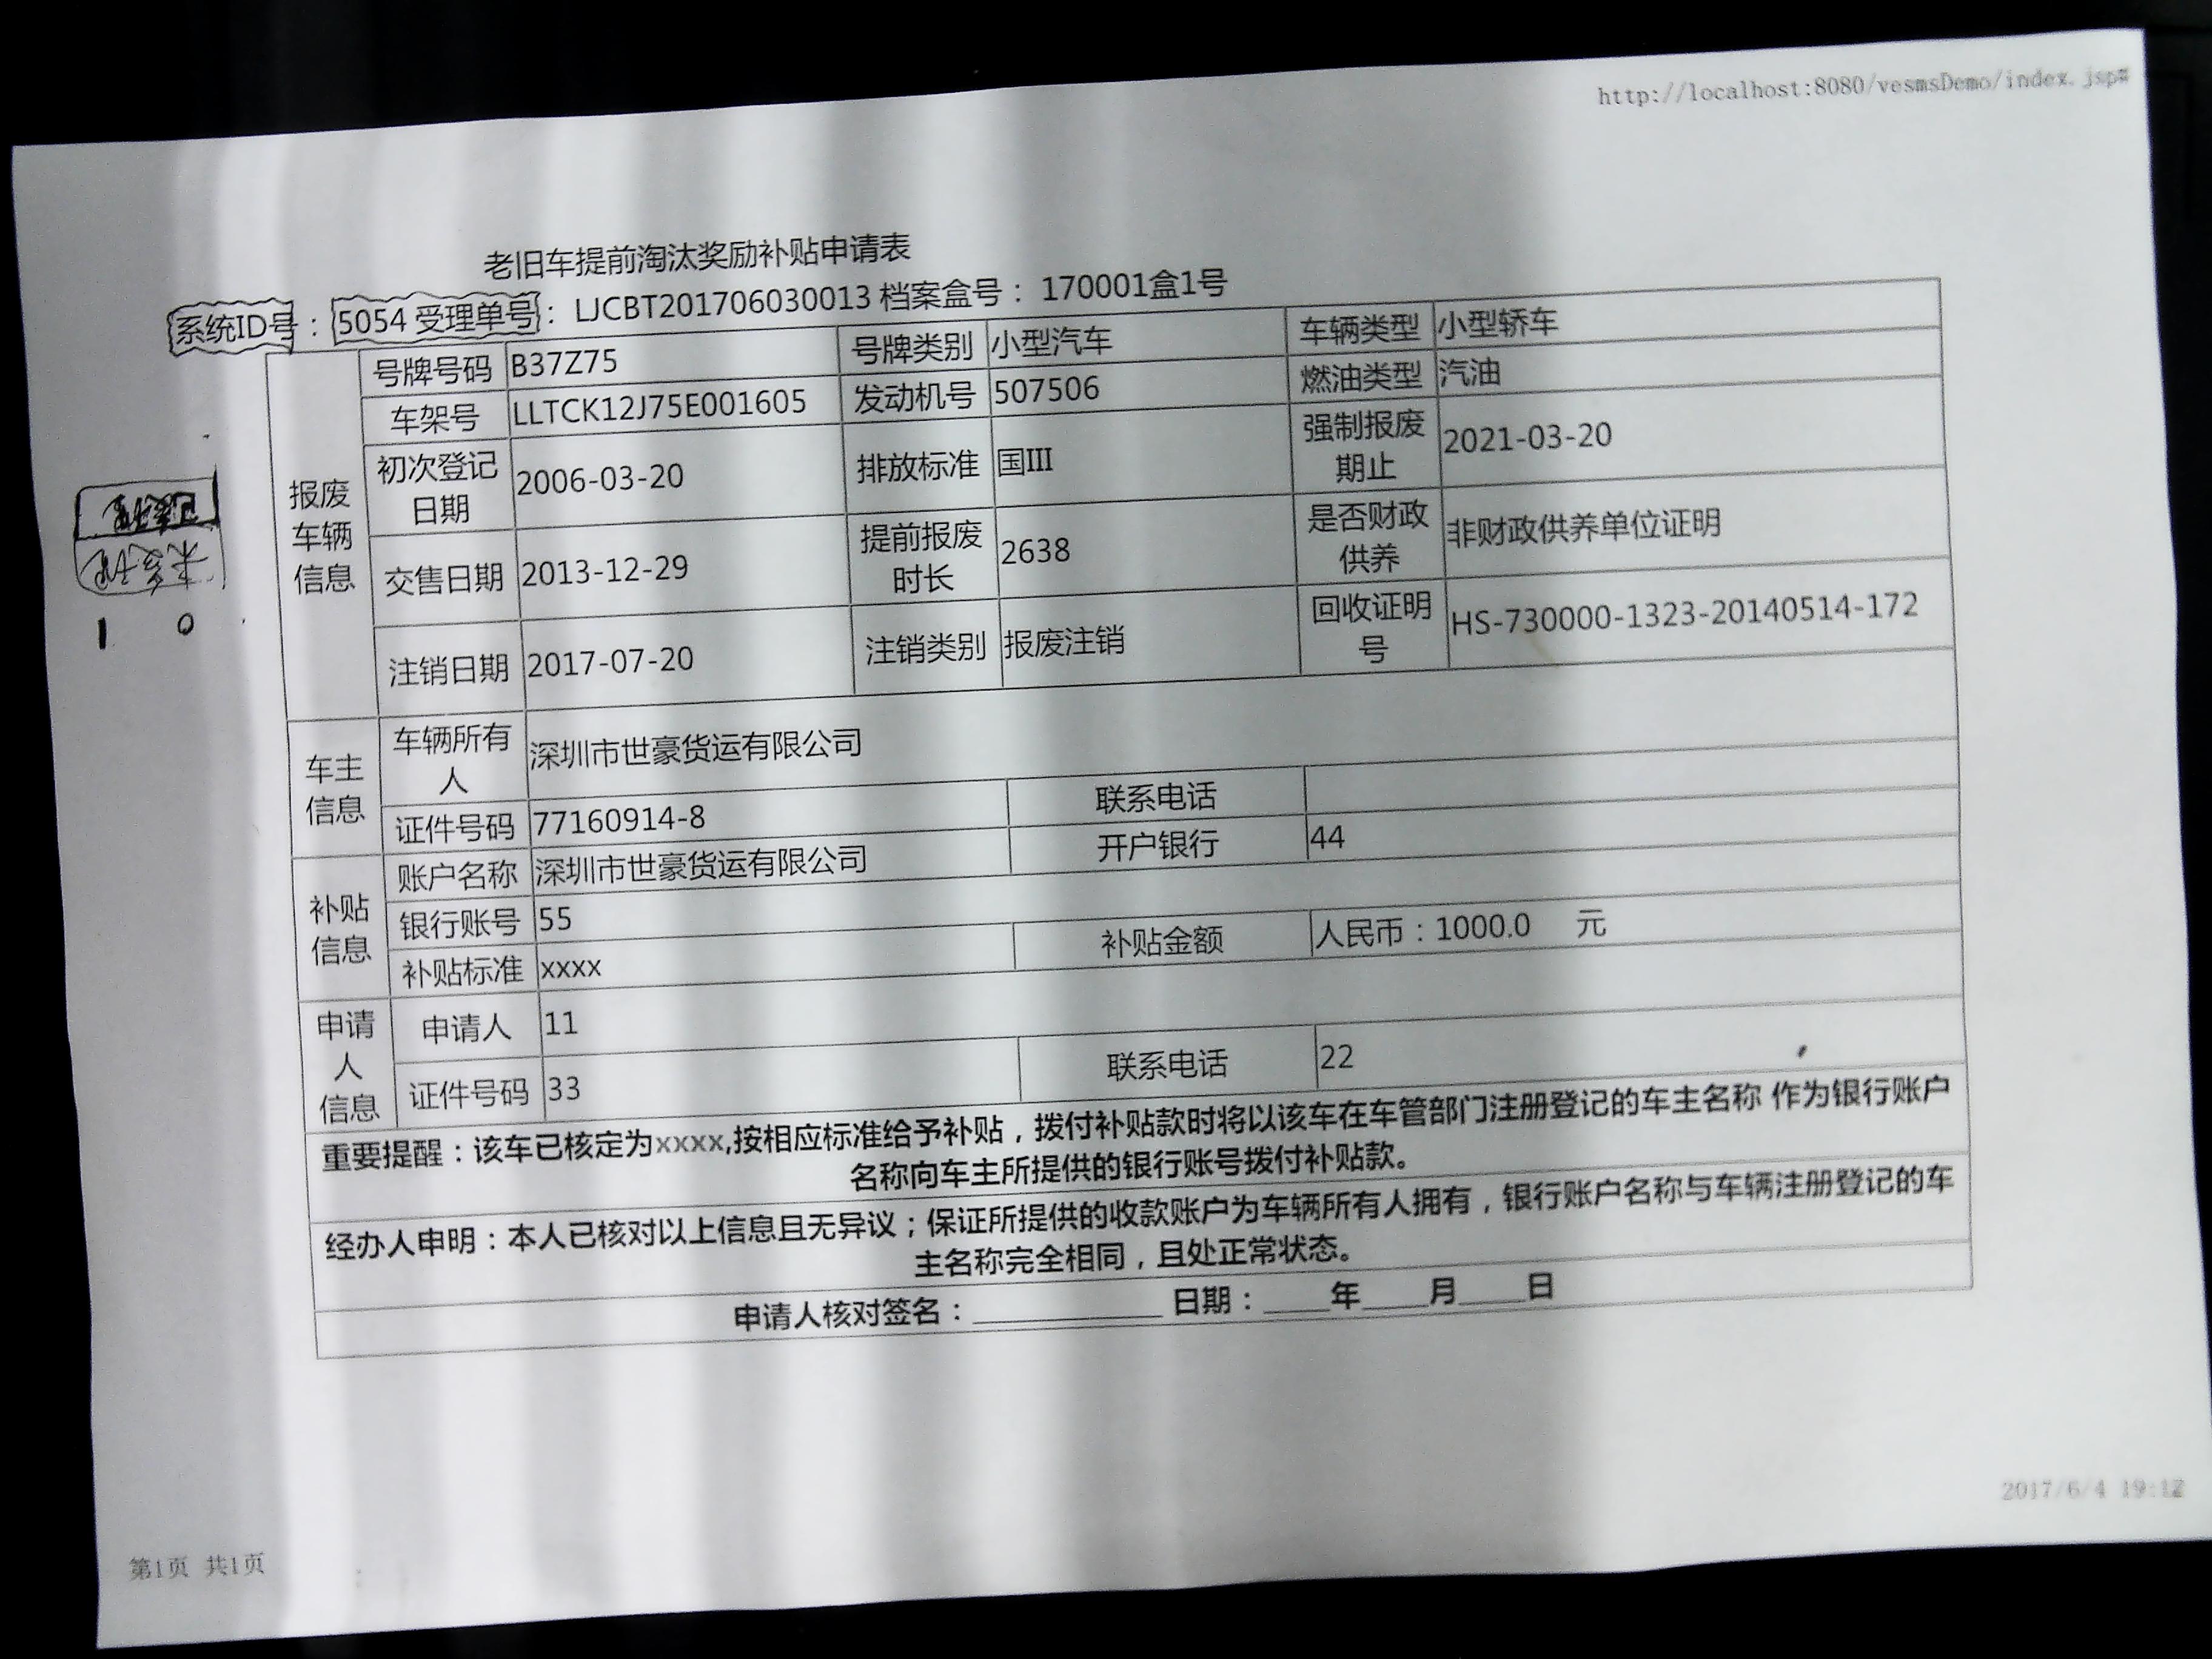 http://localhost:8080/vesmsDemo/index.jsp#
老旧车提前淘汰奖励补贴申请表
系统ID号：5054 受理单号：LJCBT201706030013 档案盒号：170001盒1号
报废车辆信息
号牌号码 B37Z75 号牌类别 小型汽车 车辆类型 小型轿车
车架号 LLTCK12J75E001605 发动机号 507506 燃油类型 汽油
初次登记日期 2006-03-20 排放标准 国III 强制报废期止 2021-03-20
交售日期 2013-12-29 提前报废时长 2638 是否财政供养 非财政供养单位证明
注销日期 2017-07-20 注销类别 报废注销 回收证明号 HS-730000-1323-20140514-172
车主信息
车辆所有人 深圳市世豪货运有限公司
证件号码 77160914-8 联系电话
补贴信息
账户名称 深圳市世豪货运有限公司 开户银行 44
银行账号 55
补贴标准 xxxx 补贴金额 人民币：1000.0 元
申请人信息
申请人 11
证件号码 33 联系电话 22
重要提醒：该车已核定为xxxx,按相应标准给予补贴，拨付补贴款时将以该车在车管部门注册登记的车主名称 作为银行账户
名称向车主所提供的银行账号拨付补贴款。
经办人申明：本人已核对以上信息且无异议；保证所提供的收款账户为车辆所有人拥有，银行账户名称与车辆注册登记的车
主名称完全相同，且处正常状态。
申请人核对签名：__________ 日期：____年____月____日
1 0
2017/6/4 19:12
第1页 共1页